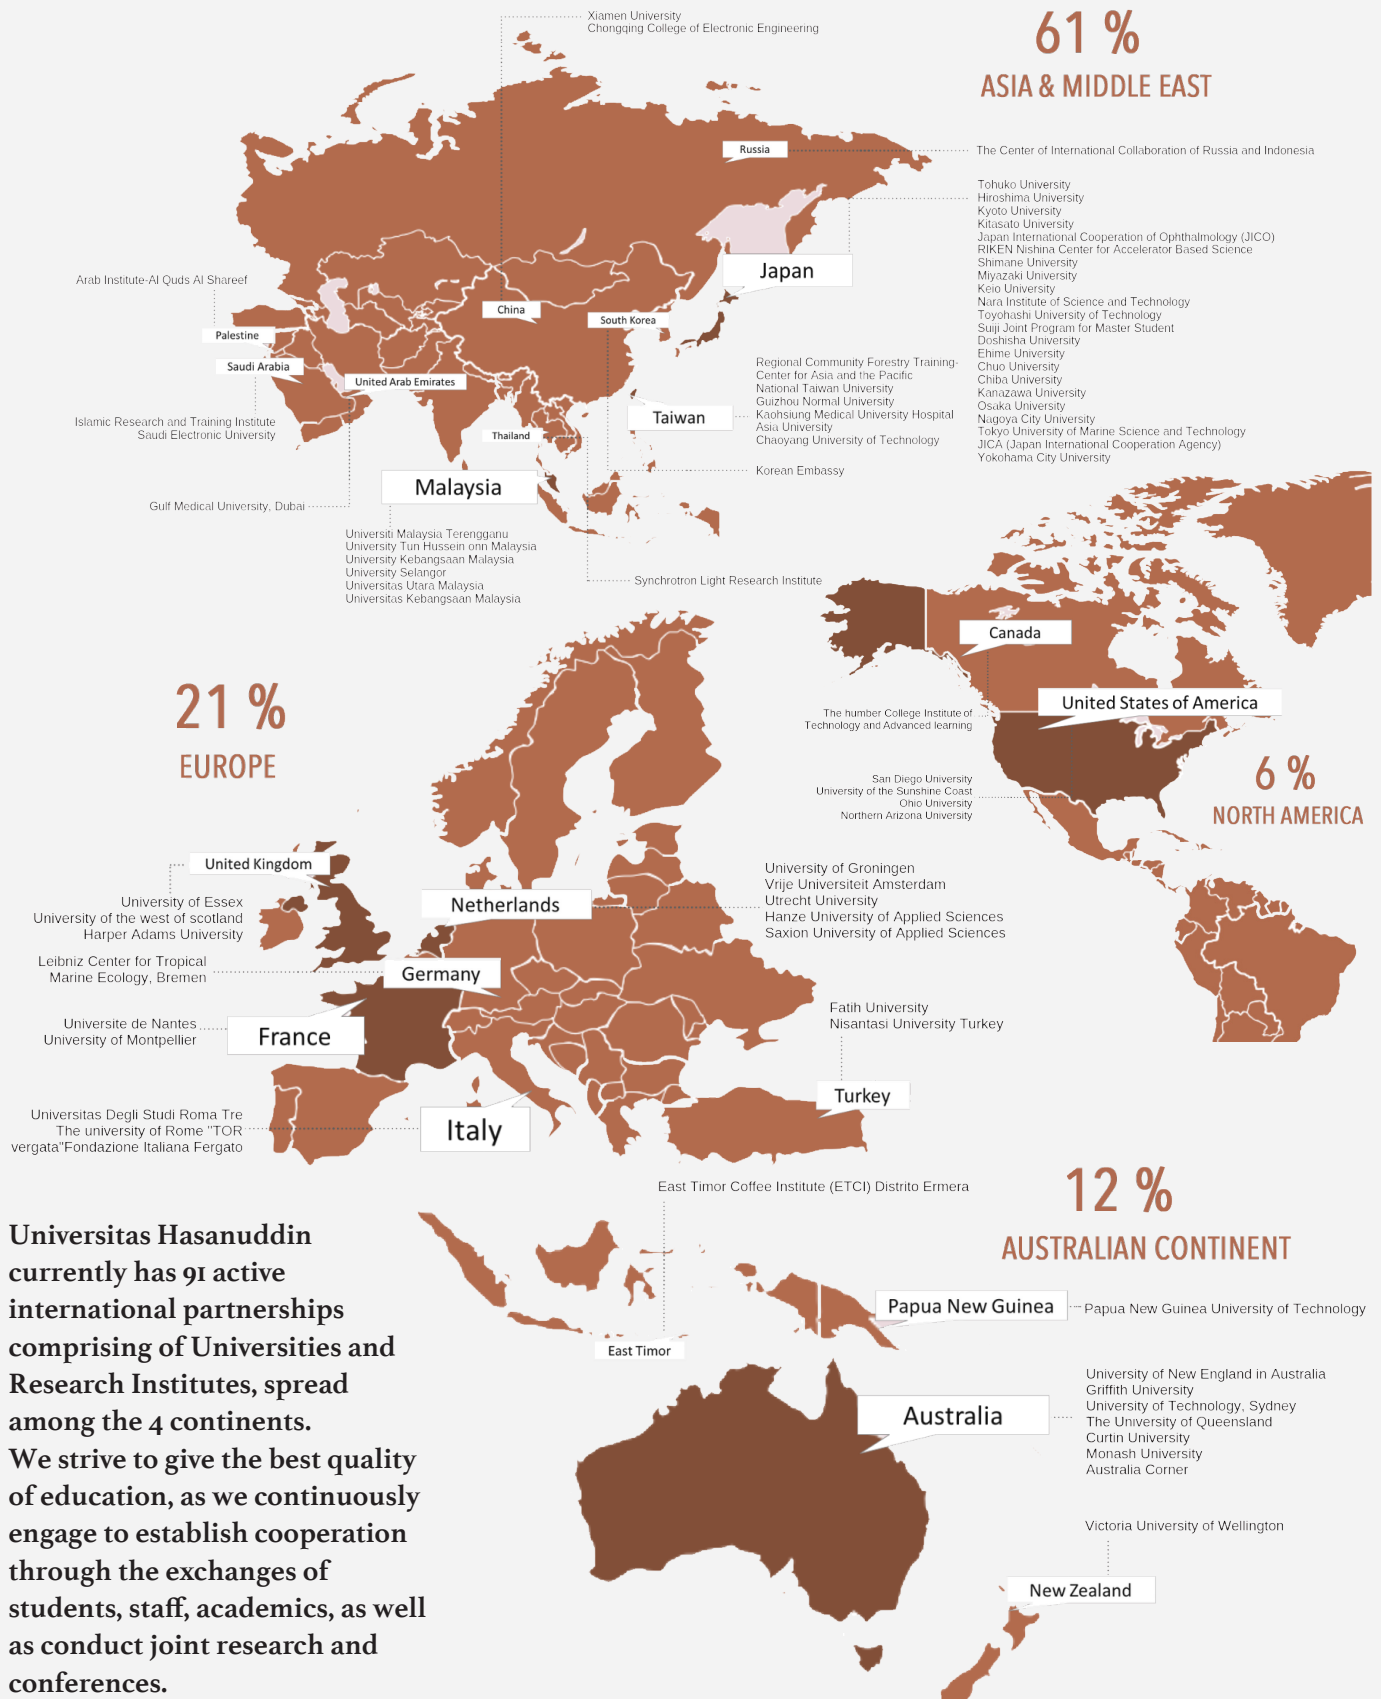 Xiamen University
Chongqing College of Electronic Engineering
61 %
ASIA & MIDDLE EAST
Russia
The Center of International Collaboration of Russia and Indonesia
Tohuko University
Hiroshima University
Kyoto University
Kitasato University
Japan International Cooperation of Ophthalmology (JICO)
RIKEN Nishina Center for Accelerator Based Science
Shimane University
Miyazaki University
Keio University
Nara Institute of Science and Technology
Toyohashi University of Technology
Suiji Joint Program for Master Student
Doshisha University
Ehime University
Chuo University
Chiba University
Kanazawa University
Osaka University
Nagoya City University
Tokyo University of Marine Science and Technology
JICA (Japan International Cooperation Agency)
Yokohama City University
Japan
Arab Institute-Al Quds Al Shareef
China
South Korea
Palestine
Saudi Arabia
United Arab Emirates
Islamic Research and Training Institute
Saudi Electronic University
Regional Community Forestry Training-
Center for Asia and the Pacific
National Taiwan University
Guizhou Normal University
Kaohsiung Medical University Hospital
Asia University
Chaoyang University of Technology
Taiwan
Thailand
Korean Embassy
Malaysia
Gulf Medical University, Dubai
Universiti Malaysia Terengganu
University Tun Hussein onn Malaysia
University Kebangsaan Malaysia
University Selangor
Universitas Utara Malaysia
Universitas Kebangsaan Malaysia
Synchrotron Light Research Institute
Canada
United States of America
The humber College Institute of
Technology and Advanced learning
San Diego University
University of the Sunshine Coast
Ohio University
Northern Arizona University
6 %
NORTH AMERICA
21 %
EUROPE
United Kingdom
University of Essex
University of the west of scotland
Harper Adams University
Netherlands
University of Groningen
Vrije Universiteit Amsterdam
Utrecht University
Hanze University of Applied Sciences
Saxion University of Applied Sciences
Leibniz Center for Tropical
Marine Ecology, Bremen
Germany
Universite de Nantes
University of Montpellier
France
Fatih University
Nisantasi University Turkey
Turkey
Universitas Degli Studi Roma Tre
The university of Rome "TOR
vergata"Fondazione Italiana Fergato
Italy
East Timor Coffee Institute (ETCI) Distrito Ermera
12 %
AUSTRALIAN CONTINENT
Papua New Guinea
Papua New Guinea University of Technology
East Timor
Australia
University of New England in Australia
Griffith University
University of Technology, Sydney
The University of Queensland
Curtin University
Monash University
Australia Corner
Victoria University of Wellington
New Zealand
Universitas Hasanuddin
currently has 91 active
international partnerships
comprising of Universities and
Research Institutes, spread
among the 4 continents.
We strive to give the best quality
of education, as we continuously
engage to establish cooperation
through the exchanges of
students, staff, academics, as well
as conduct joint research and
conferences.